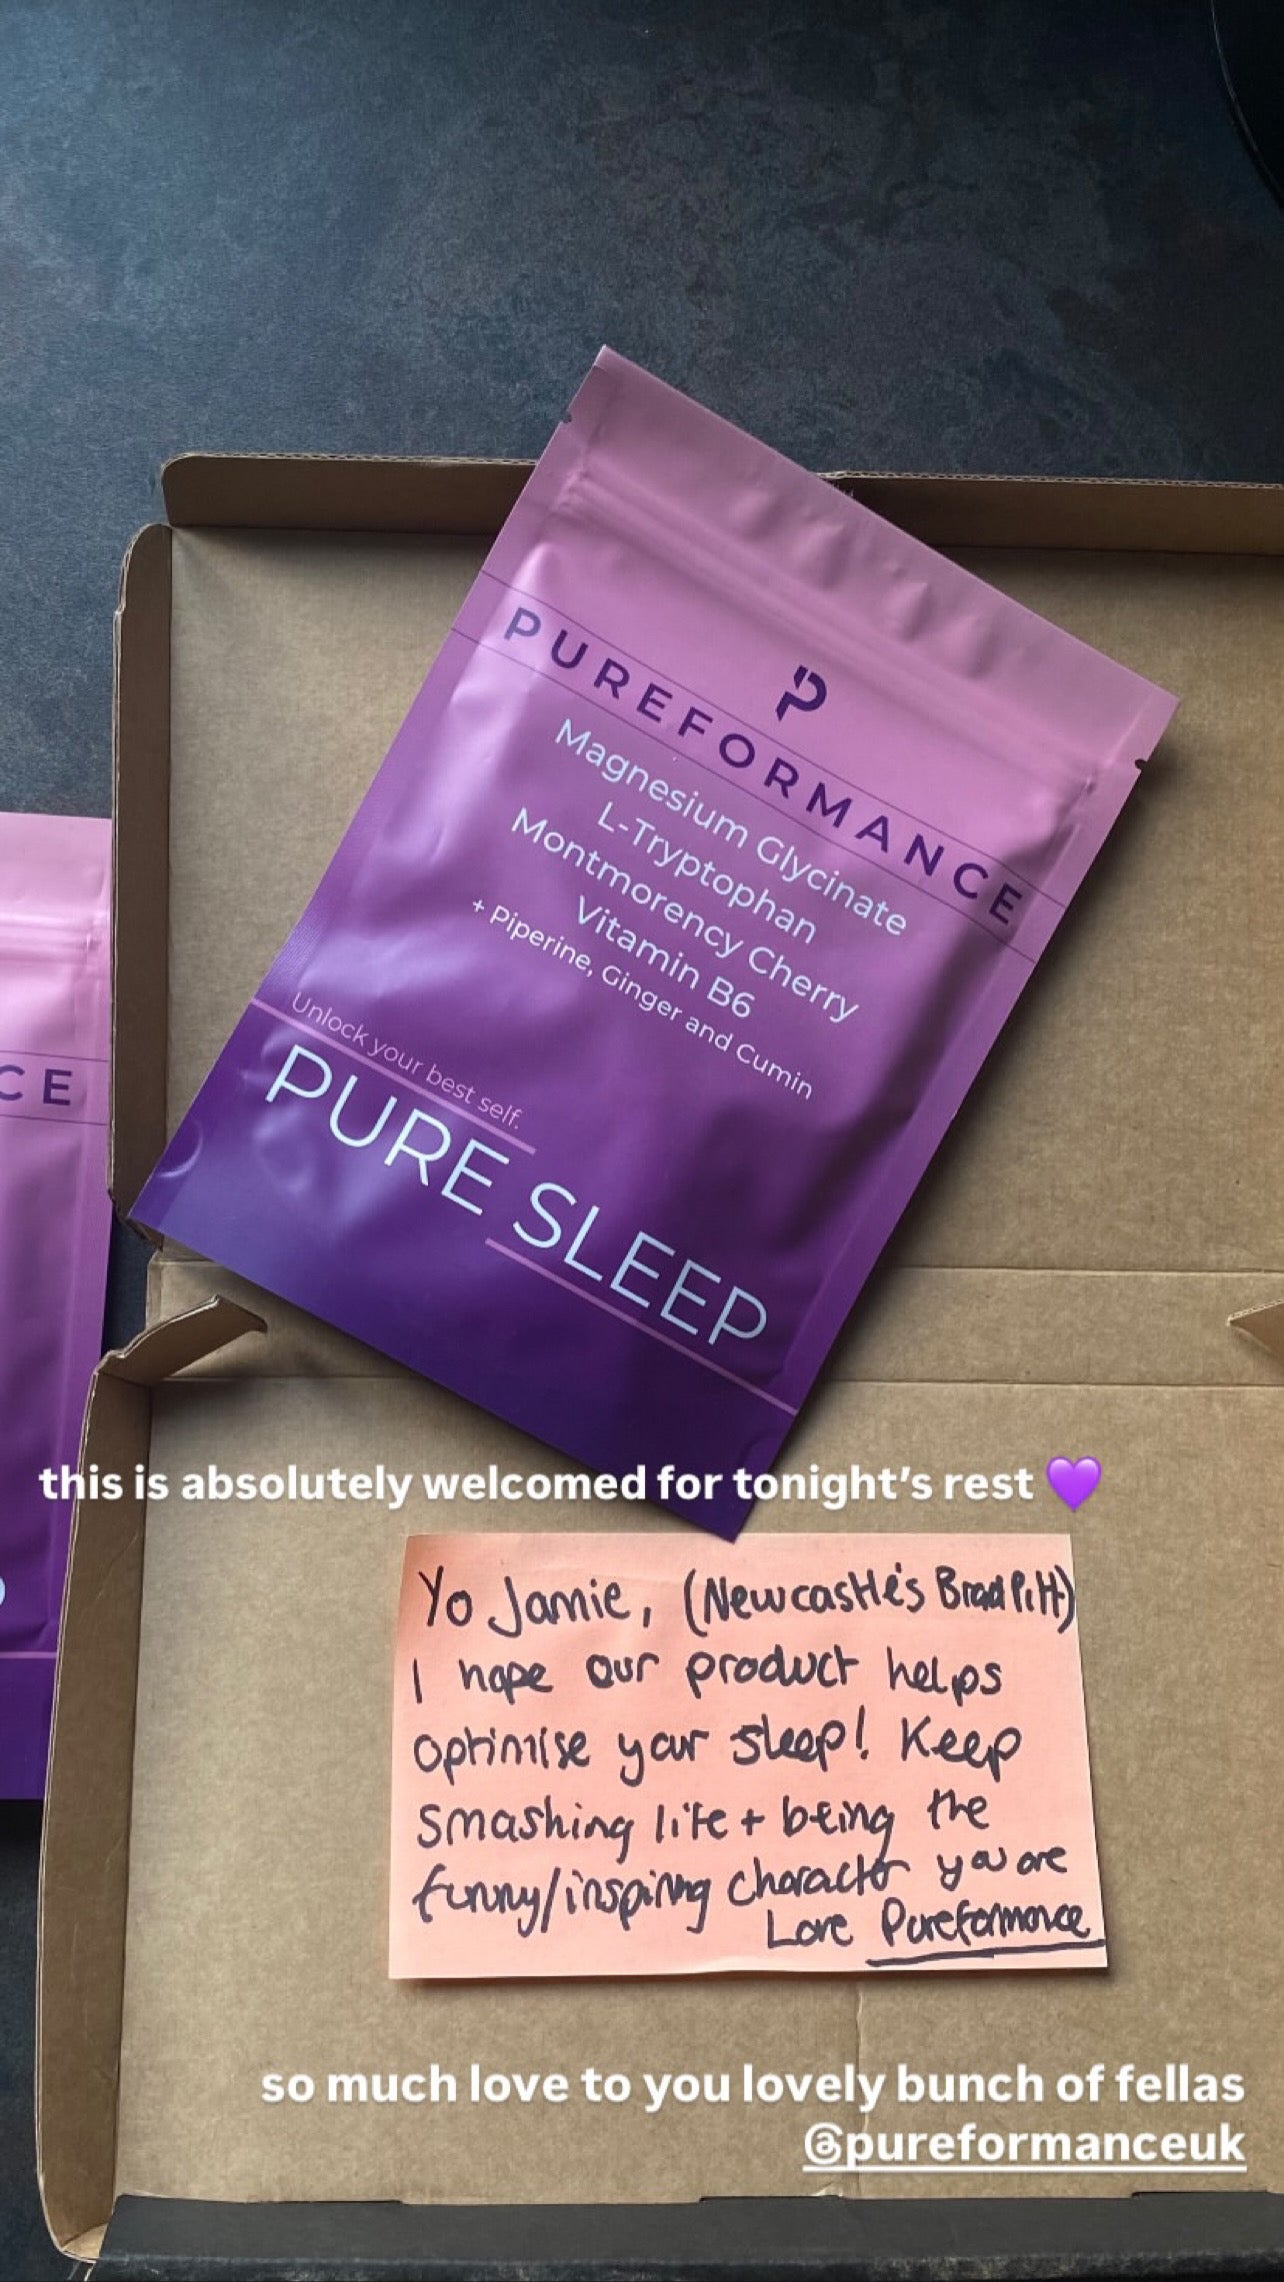 PUREFORMANCE
Magnesium Glycinate
L-Tryptophan
Montmorency Cherry
Vitamin B6
+ Piperine, Ginger and Cumin
Unlock your best self.
PURE SLEEP
CE
this is absolutely welcomed for tonight’s rest 💜
Yo Jamie, (Newcastle's Brad Pitt)
I hope our product helps
optimise your sleep! Keep
smashing life + being the
funny/inspiring character you are
Love Pureformance
so much love to you lovely bunch of fellas
@pureformanceuk